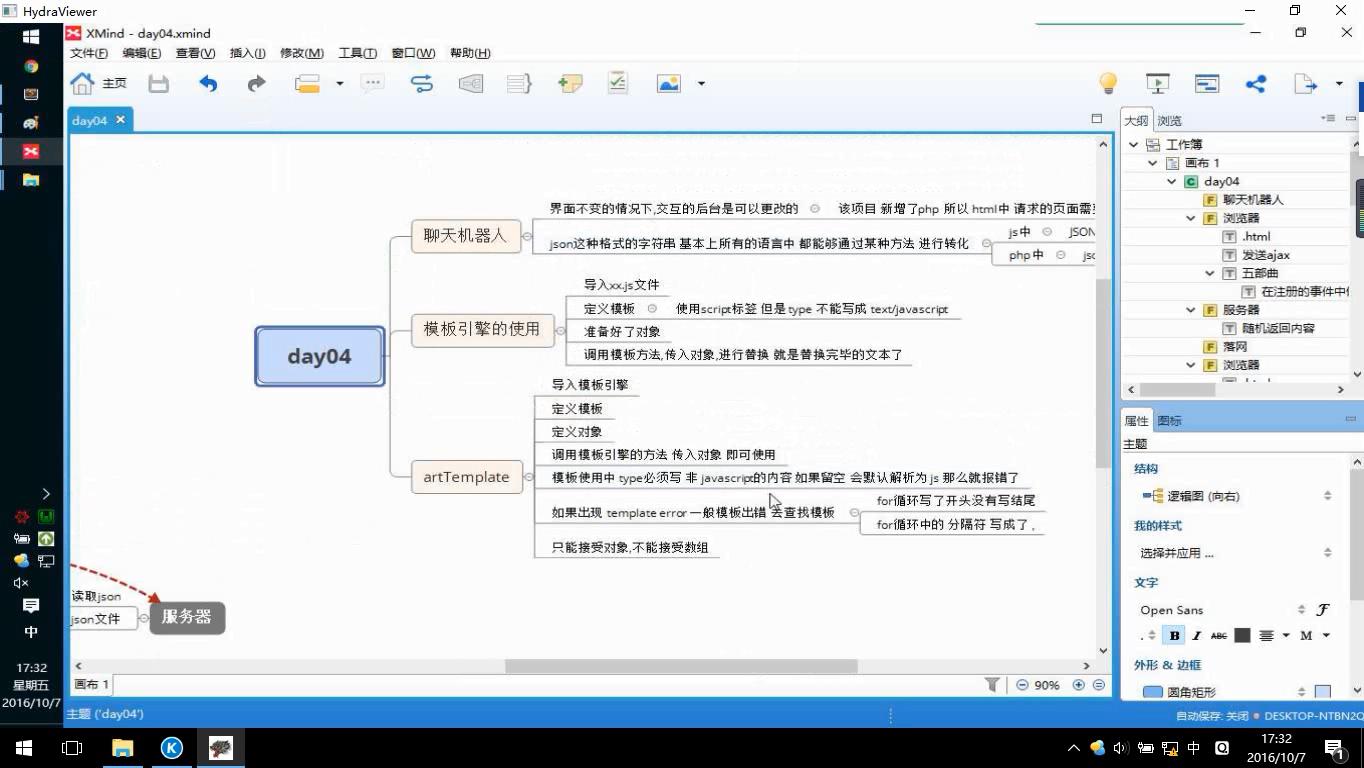 HydraViewer
XMind - day04.xmind
文件(F) 编辑(E) 查看(V) 插入(I) 修改(M) 工具(T) 窗口(W) 帮助(H)
主页
day04
大纲 浏览
工作簿
画布 1
day04
聊天机器人
浏览器
.html
发送ajax
五部曲
在注册的事件中
服务器
随机返回内容
落网
浏览器
界面不变的情况下,交互的后台是可以更改的
该项目 新增了php 所以 html中 请求的页面需
聊天机器人
json这种格式的字符串 基本上所有的语言中 都能够通过某种方法 进行转化
js中 JSON
php中
导入xx.js文件
定义模板 使用script标签 但是 type 不能写成 text/javascript
模板引擎的使用
准备好了对象
调用模板方法,传入对象,进行替换 就是替换完毕的文本了
day04
导入模板引擎
定义模板
定义对象
调用模板引擎的方法 传入对象 即可使用
artTemplate
模板使用中 type必须写 非 javascript的内容 如果留空 会默认解析为 js 那么就报错了
如果出现 template error 一般模板出错 去查找模板
for循环写了开头没有写结尾
for循环中的 分隔符 写成了 ,
只能接受对象,不能接受数组
读取json
json文件
服务器
属性 图标
主题
结构
逻辑图 (向右)
我的样式
选择并应用 ...
文字
Open Sans
B I ABC M
外形 & 边框
圆角矩形
画布 1
90%
主题 ('day04')
自动保存: 关闭 DESKTOP-NTBN2Q
中
17:32
星期五
2016/10/7
中
17:32
2016/10/7
1